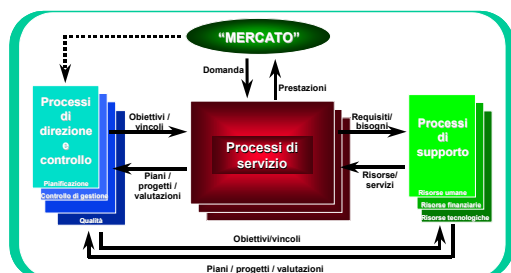 “MERCATO”
Domanda
Prestazioni
Processi
di
direzione
e
controllo
Pianificazione
Controllo di gestione
Qualità
Obiettivi /
vincoli
Piani /
progetti /
valutazioni
Processi di
servizio
Requisiti/
bisogni
Risorse/
servizi
Processi
di
supporto
Risorse umane
Risorse finanziarie
Risorse tecnologiche
Obiettivi/vincoli
Piani / progetti / valutazioni